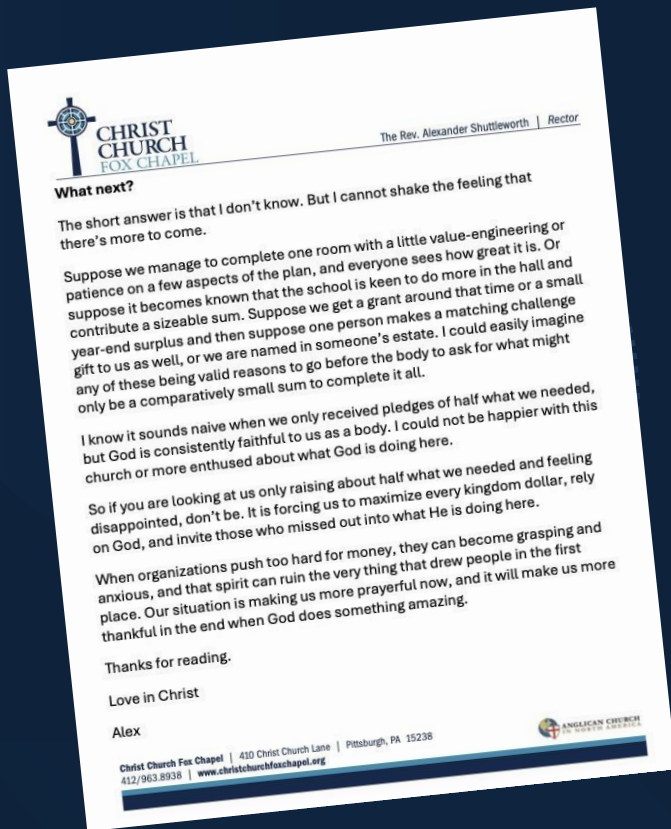 CHRIST
CHURCH
FOX CHAPEL
The Rev. Alexander Shuttleworth | Rector
What next?
The short answer is that I don't know. But I cannot shake the feeling that
there's more to come.
Suppose we manage to complete one room with a little value-engineering or
patience on a few aspects of the plan, and everyone sees how great it is. Or
suppose it becomes known that the school is keen to do more in the hall and
contribute a sizeable sum. Suppose we get a grant around that time or a small
year-end surplus and then suppose one person makes a matching challenge
gift to us as well, or we are named in someone's estate. I could easily imagine
any of these being valid reasons to go before the body to ask for what might
only be a comparatively small sum to complete it all.
I know it sounds naive when we only received pledges of half what we needed,
but God is consistently faithful to us as a body. I could not be happier with this
church or more enthused about what God is doing here.
So if you are looking at us only raising about half what we needed and feeling
disappointed, don't be. It is forcing us to maximize every kingdom dollar, rely
on God, and invite those who missed out into what He is doing here.
When organizations push too hard for money, they can become grasping and
anxious, and that spirit can ruin the very thing that drew people in the first
place. Our situation is making us more prayerful now, and it will make us more
thankful in the end when God does something amazing.
Thanks for reading.
Love in Christ
Alex
ANGLICAN CHURCH
IN NORTH AMERICA
Christ Church Fox Chapel | 410 Christ Church Lane | Pittsburgh, PA 15238
412/963.8938 | www.christchurchfoxchapel.org